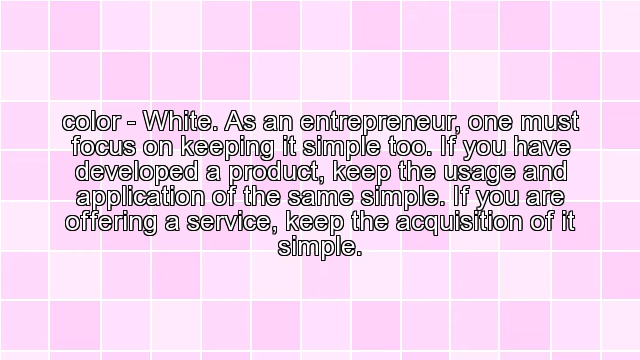 color - White. As an entrepreneur, one must
focus on keeping it simple too. If you have
developed a product, keep the usage and
application of the same simple. If you are
offering a service, keep the acquisition of it
simple.